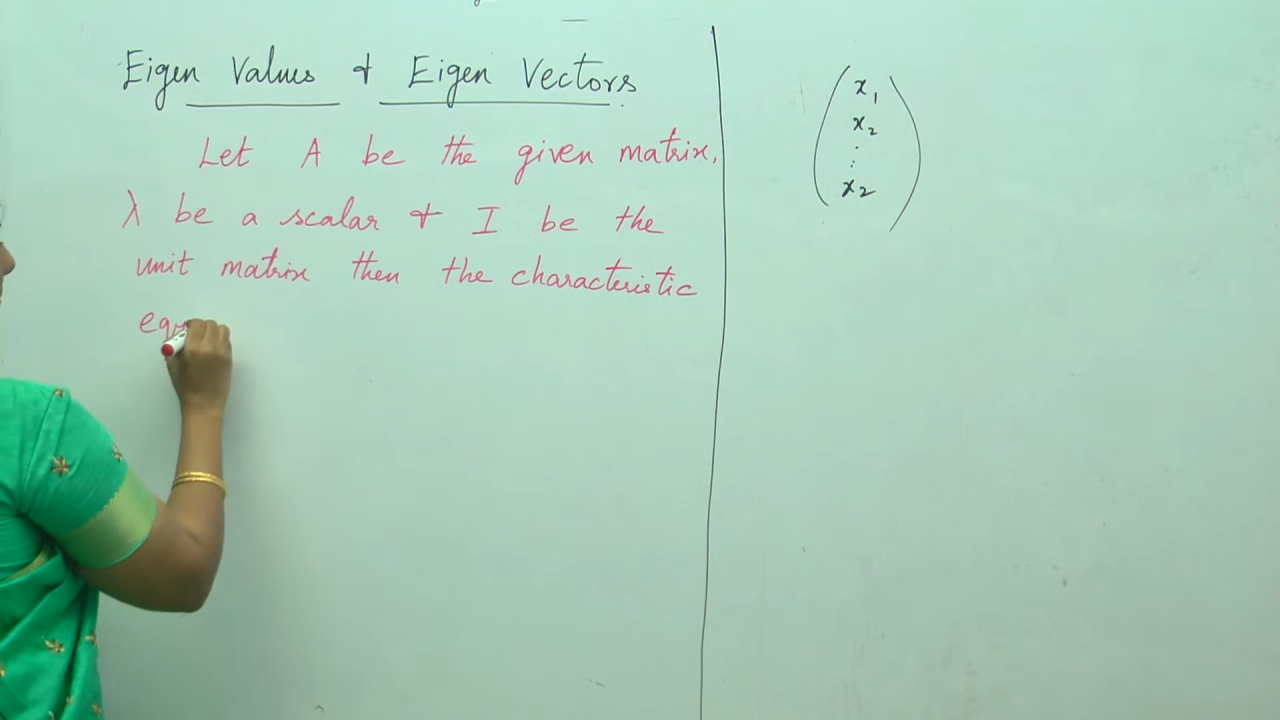 Eigen Values & Eigen Vectors
Let A be the given matrix,
λ be a scalar & I be the
unit matrix then the characteristic
x₁
x₂
⋮
x₂